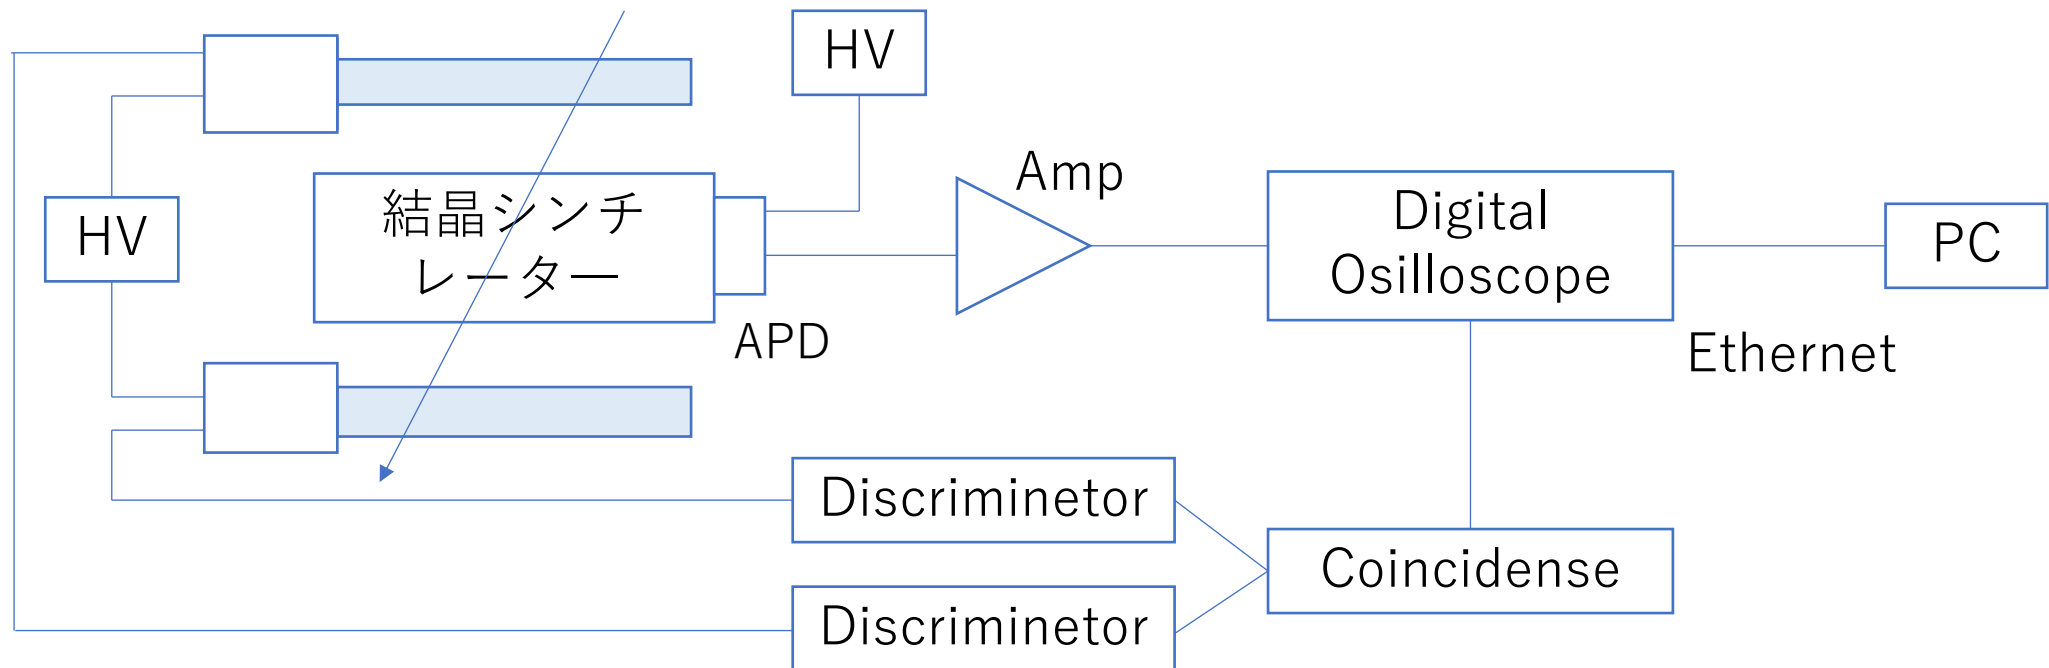 HV
Amp
HV
結晶シンチ
レーター
Digital
Osilloscope
PC
APD
Ethernet
Discriminetor
Coincidense
Discriminetor